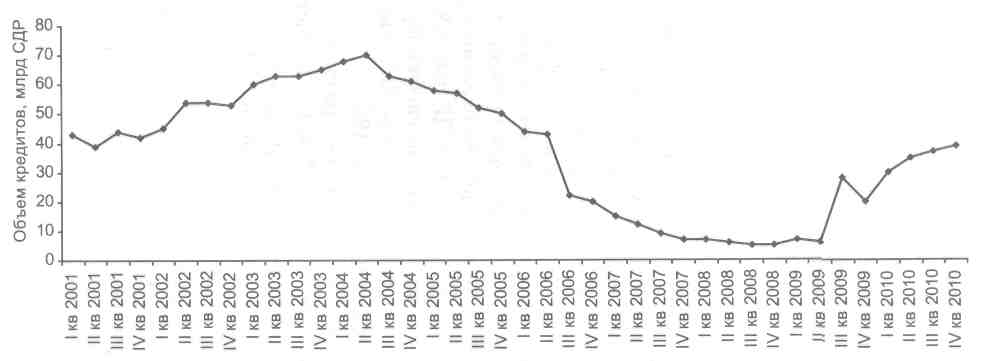 Объем кредитов, млрд СДР
80
70
60
50
40
30
20
10
0
I кв 2001
II кв 2001
III кв 2001
IV кв 2001
I кв 2002
II кв 2002
III кв 2002
IV кв 2002
I кв 2003
II кв 2003
III кв 2003
IV кв 2003
I кв 2004
II кв 2004
III кв 2004
IV кв 2004
I кв 2005
II кв 2005
III кв 2005
IV кв 2005
I кв 2006
II кв 2006
III кв 2006
IV кв 2006
I кв 2007
II кв 2007
III кв 2007
IV кв 2007
I кв 2008
II кв 2008
III кв 2008
IV кв 2008
I кв 2009
II кв 2009
III кв 2009
IV кв 2009
I кв 2010
II кв 2010
III кв 2010
IV кв 2010